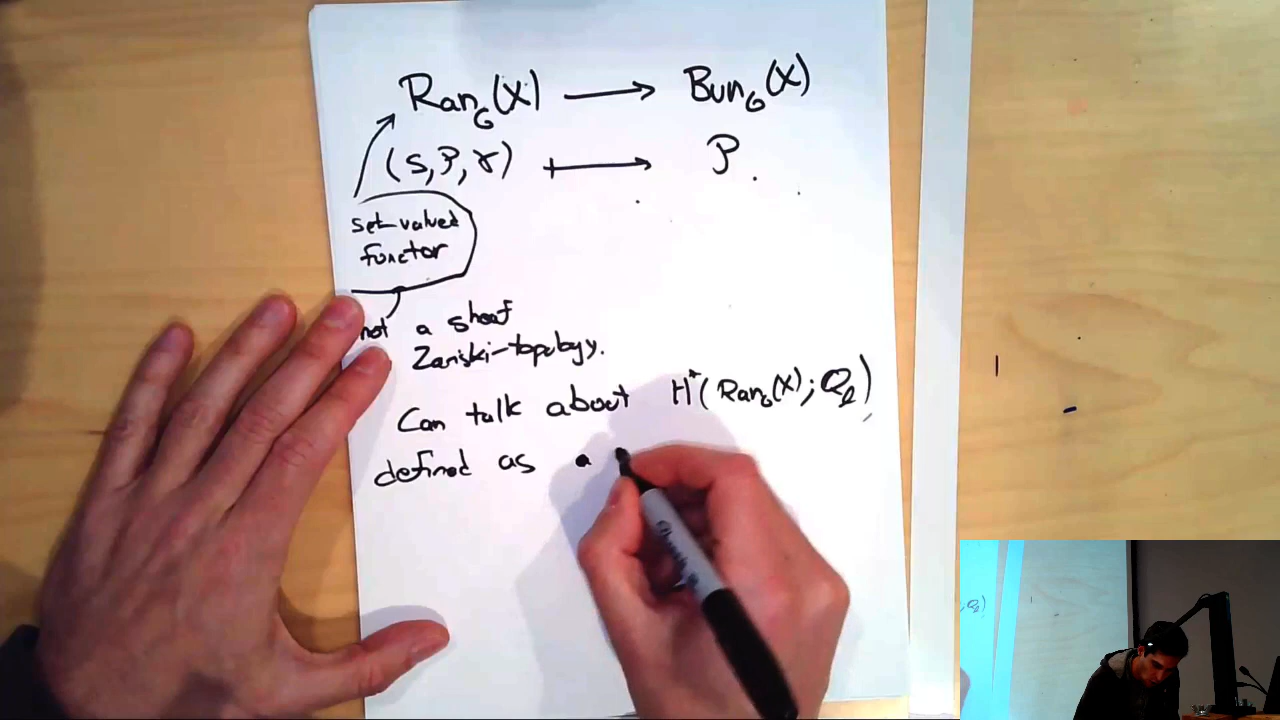 Ran_G(X) ⟶ Bun_G(X)
(S, P, γ) ⟼ P.
set-valued
functor
not a sheaf
Zariski-topology.
Can talk about H*(Ran_G(X); Q_ℓ)
defined as a